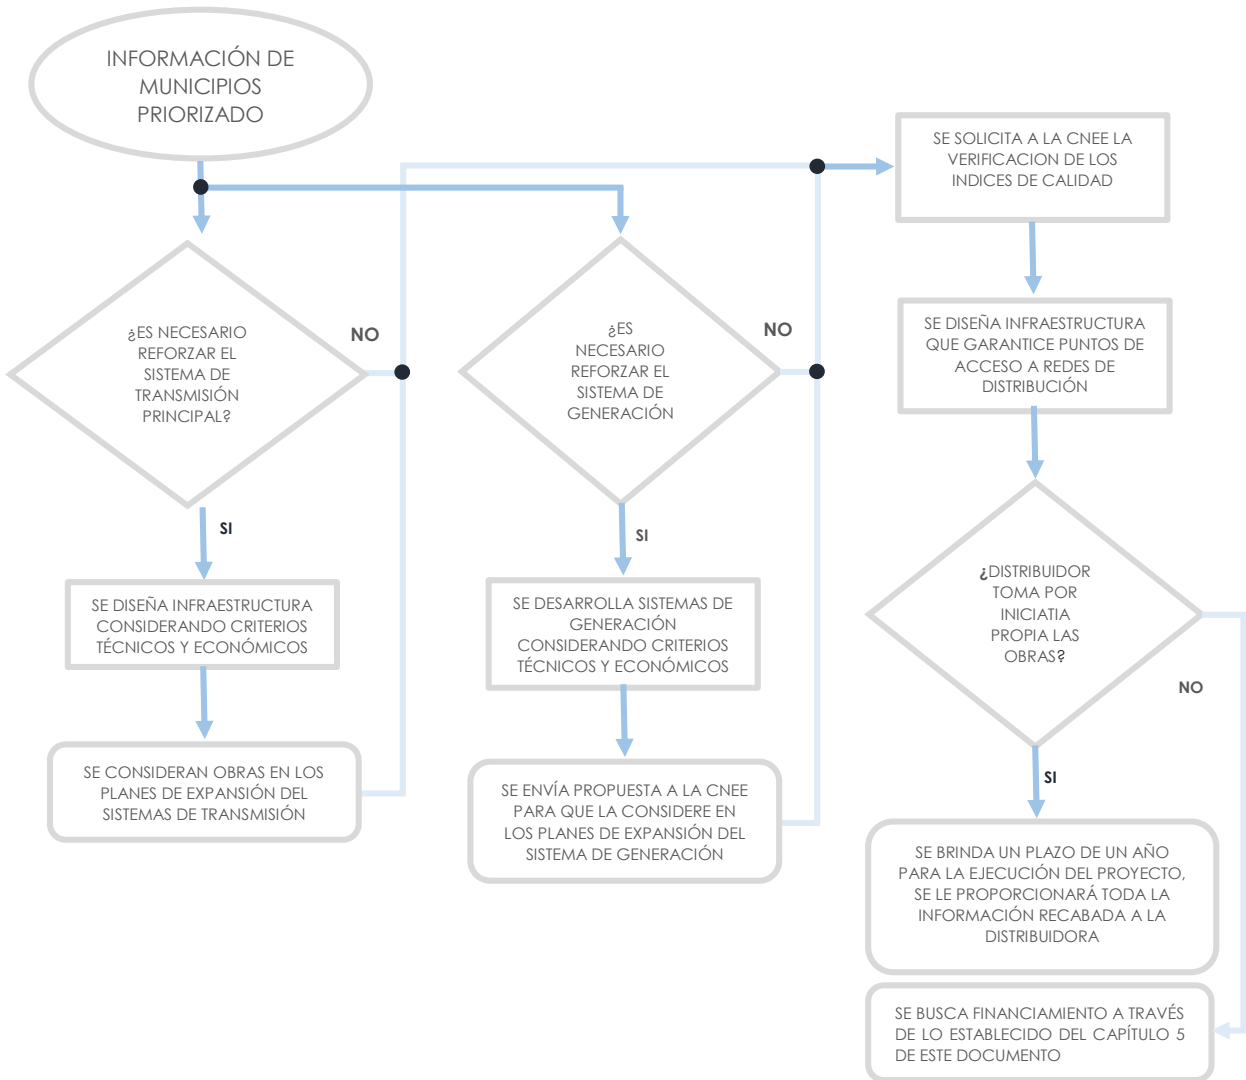 INFORMACIÓN DE
MUNICIPIOS
PRIORIZADO
¿ES NECESARIO
REFORZAR EL
SISTEMA DE
TRANSMISIÓN
PRINCIPAL?
NO
SI
SE DISEÑA INFRAESTRUCTURA
CONSIDERANDO CRITERIOS
TÉCNICOS Y ECONÓMICOS
SE CONSIDERAN OBRAS EN LOS
PLANES DE EXPANSIÓN DEL
SISTEMAS DE TRANSMISIÓN
¿ES
NECESARIO
REFORZAR EL
SISTEMA DE
GENERACIÓN
NO
SI
SE DESARROLLA SISTEMAS DE
GENERACIÓN
CONSIDERANDO CRITERIOS
TÉCNICOS Y ECONÓMICOS
SE ENVÍA PROPUESTA A LA CNEE
PARA QUE LA CONSIDERE EN
LOS PLANES DE EXPANSIÓN DEL
SISTEMA DE GENERACIÓN
SE SOLICITA A LA CNEE LA
VERIFICACION DE LOS
INDICES DE CALIDAD
SE DISEÑA INFRAESTRUCTURA
QUE GARANTICE PUNTOS DE
ACCESO A REDES DE
DISTRIBUCIÓN
¿DISTRIBUIDOR
TOMA POR
INICIATIA
PROPIA LAS
OBRAS?
NO
SI
SE BRINDA UN PLAZO DE UN AÑO
PARA LA EJECUCIÓN DEL PROYECTO,
SE LE PROPORCIONARÁ TODA LA
INFORMACIÓN RECABADA A LA
DISTRIBUIDORA
SE BUSCA FINANCIAMIENTO A TRAVÉS
DE LO ESTABLECIDO DEL CAPÍTULO 5
DE ESTE DOCUMENTO